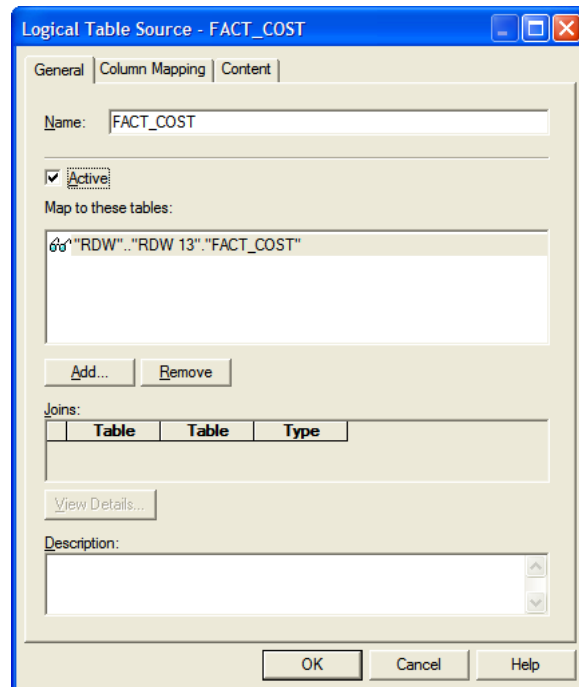 Logical Table Source - FACT_COST
General Column Mapping Content
Name: FACT_COST
Active
Map to these tables:
"RDW".."RDW 13"."FACT_COST"
Add... Remove
Joins:
Table Table Type
View Details...
Description:
OK Cancel Help